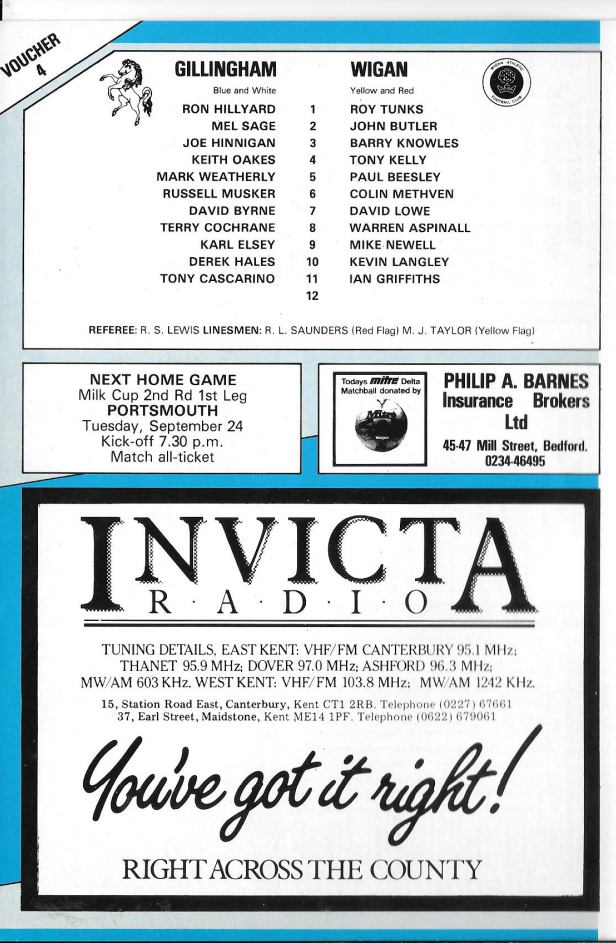 VOUCHER
4
GILLINGHAM WIGAN
Blue and White Yellow and Red
RON HILLYARD 1 ROY TUNKS
MEL SAGE 2 JOHN BUTLER
JOE HINNIGAN 3 BARRY KNOWLES
KEITH OAKES 4 TONY KELLY
MARK WEATHERLY 5 PAUL BEESLEY
RUSSELL MUSKER 6 COLIN METHVEN
DAVID BYRNE 7 DAVID LOWE
TERRY COCHRANE 8 WARREN ASPINALL
KARL ELSEY 9 MIKE NEWELL
DEREK HALES 10 KEVIN LANGLEY
TONY CASCARINO 11 IAN GRIFFITHS
12
WIGAN ATHLETIC
FOOTBALL CLUB
REFEREE: R. S. LEWIS LINESMEN: R. L. SAUNDERS (Red Flag) M. J. TAYLOR (Yellow Flag)
NEXT HOME GAME
Milk Cup 2nd Rd 1st Leg
PORTSMOUTH
Tuesday, September 24
Kick-off 7.30 p.m.
Match all-ticket
Todays mitre Delta
Matchball donated by
Mitre
PHILIP A. BARNES
Insurance Brokers
Ltd
45-47 Mill Street, Bedford.
0234-46495
INVICTA
R·A·D·I·O
TUNING DETAILS, EAST KENT: VHF/FM CANTERBURY 95.1 MHz;
THANET 95.9 MHz; DOVER 97.0 MHz; ASHFORD 96.3 MHz;
MW/AM 603 KHz. WEST KENT: VHF/FM 103.8 MHz; MW/AM 1242 KHz.
15, Station Road East, Canterbury, Kent CT1 2RB. Telephone (0227) 67661
37, Earl Street, Maidstone, Kent ME14 1PF. Telephone (0622) 679061
You've got it right!
RIGHT ACROSS THE COUNTY